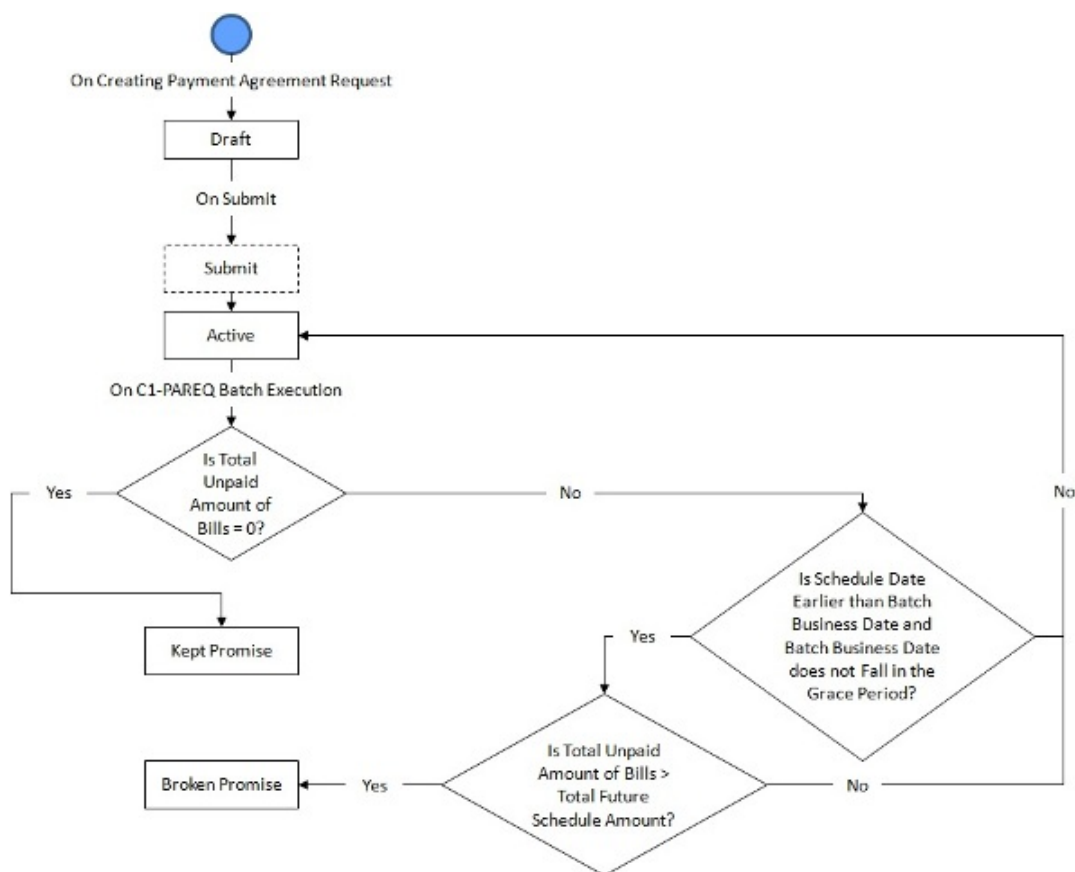 On Creating Payment Agreement Request
Draft
On Submit
Submit
Active
On C1-PAREQ Batch Execution
Is Total
Unpaid
Amount of
Bills = 0?
Yes
No
No
Kept Promise
Is Schedule Date
Earlier than Batch
Business Date and
Batch Business Date
does not Fall in the
Grace Period?
Yes
Is Total Unpaid
Amount of Bills >
Total Future
Schedule Amount?
Yes
No
Broken Promise